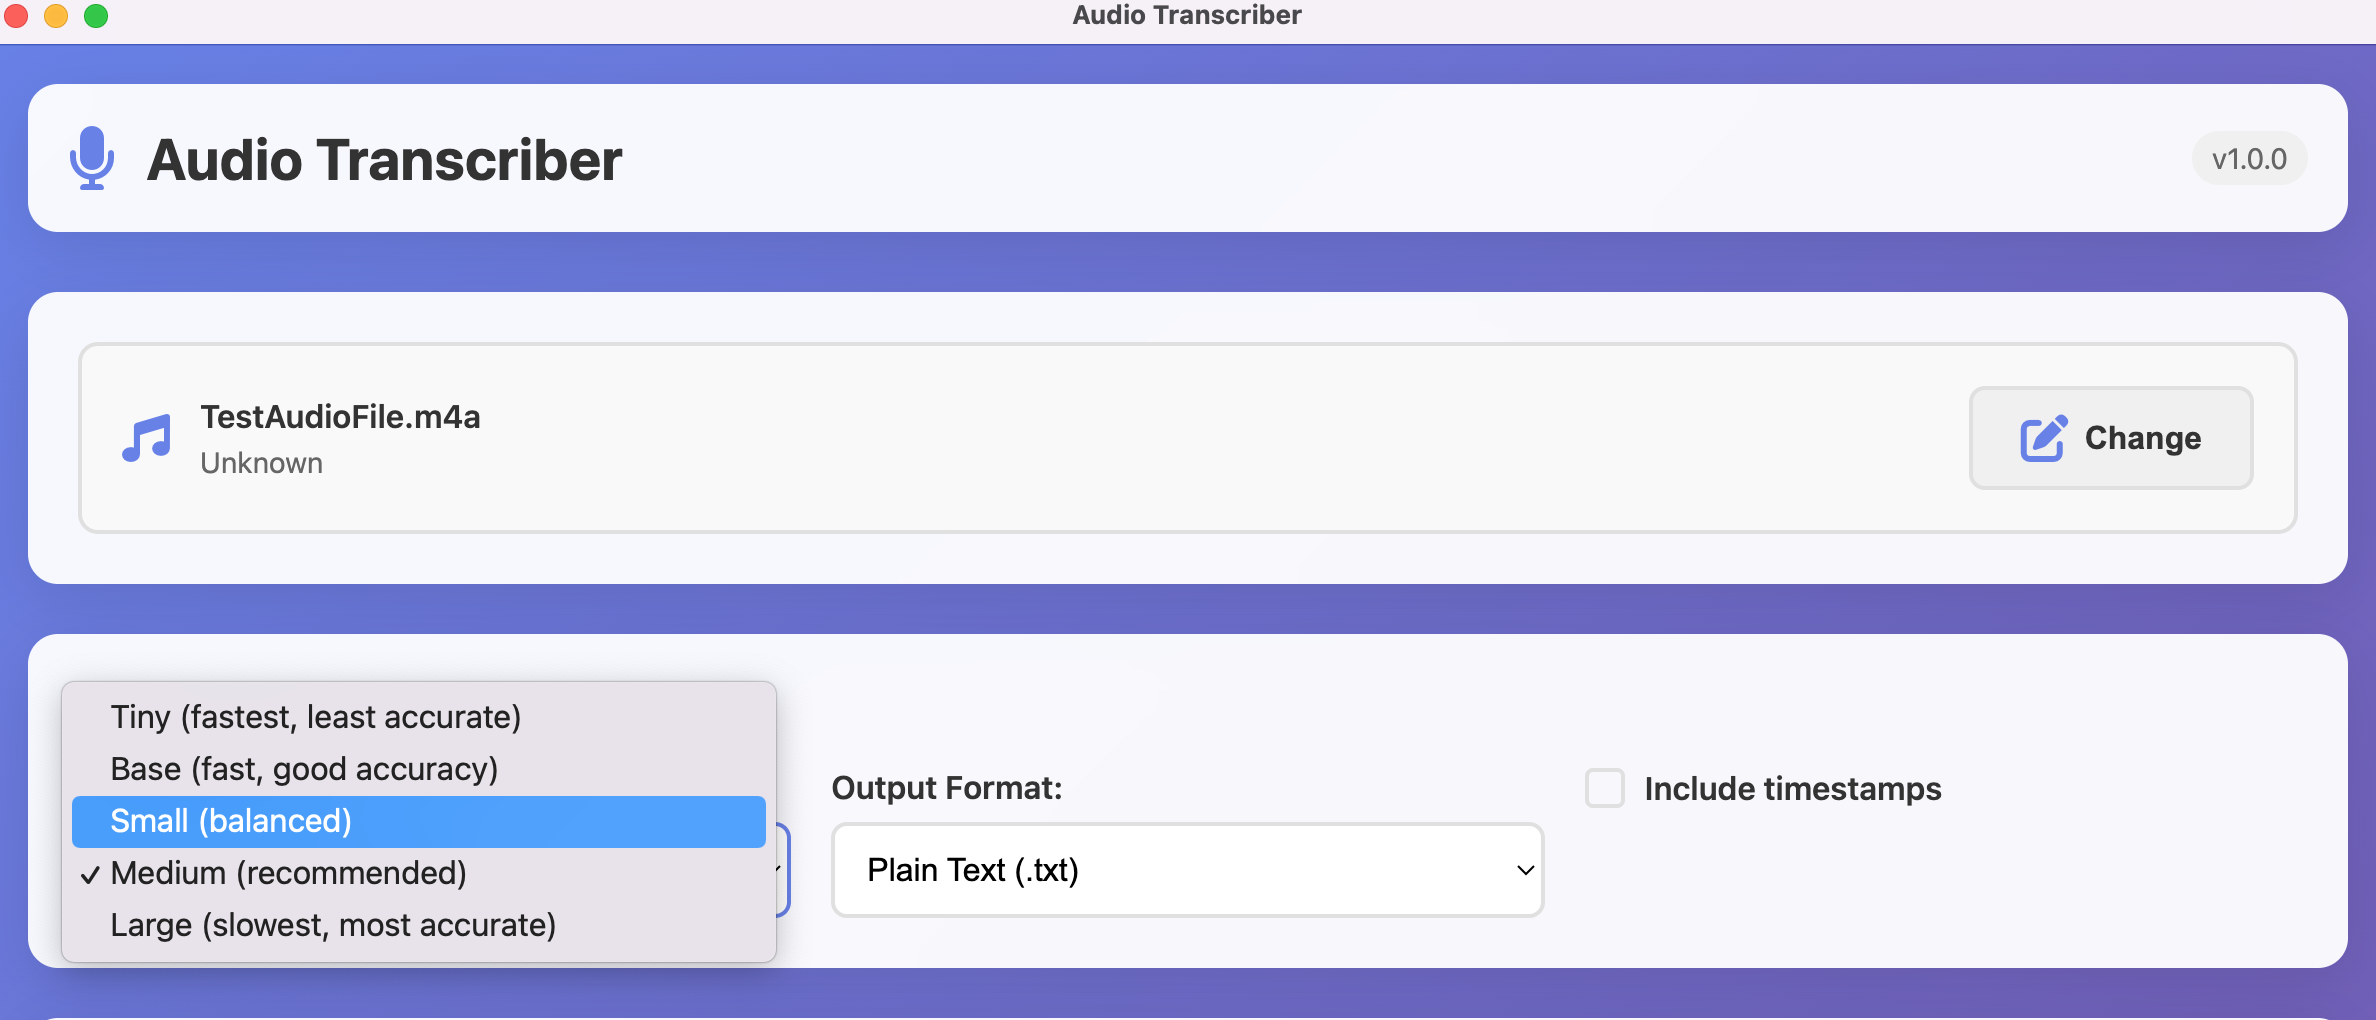 Audio Transcriber
Audio Transcriber
v1.0.0
TestAudioFile.m4a
Unknown
Change
Tiny (fastest, least accurate)
Base (fast, good accuracy)
Small (balanced)
Medium (recommended)
Large (slowest, most accurate)
Output Format:
Plain Text (.txt)
Include timestamps